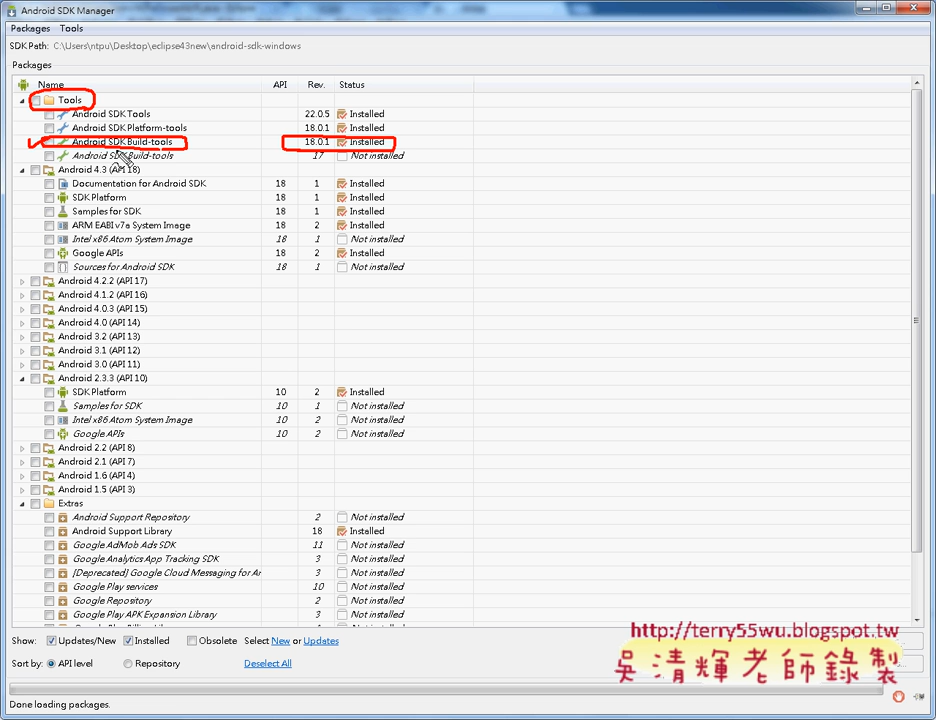 Android SDK Manager
Packages Tools
SDK Path: C:\Users\ntpu\Desktop\eclipse43new\android-sdk-windows
Packages
Name API Rev. Status
Tools
Android SDK Tools 22.0.5 Installed
Android SDK Platform-tools 18.0.1 Installed
Android SDK Build-tools 18.0.1 Installed
Android SDK Build-tools 17 Not installed
Android 4.3 (API 18)
Documentation for Android SDK 18 1 Installed
SDK Platform 18 1 Installed
Samples for SDK 18 1 Installed
ARM EABI v7a System Image 18 2 Installed
Intel x86 Atom System Image 18 1 Not installed
Google APIs 18 2 Installed
Sources for Android SDK 18 1 Not installed
Android 4.2.2 (API 17)
Android 4.1.2 (API 16)
Android 4.0.3 (API 15)
Android 4.0 (API 14)
Android 3.2 (API 13)
Android 3.1 (API 12)
Android 3.0 (API 11)
Android 2.3.3 (API 10)
SDK Platform 10 2 Installed
Samples for SDK 10 1 Not installed
Intel x86 Atom System Image 10 2 Not installed
Google APIs 10 2 Not installed
Android 2.2 (API 8)
Android 2.1 (API 7)
Android 1.6 (API 4)
Android 1.5 (API 3)
Extras
Android Support Repository 2 Not installed
Android Support Library 18 Installed
Google AdMob Ads SDK 11 Not installed
Google Analytics App Tracking SDK 3 Not installed
[Deprecated] Google Cloud Messaging for Ar 3 Not installed
Google Play services 10 Not installed
Google Repository 2 Not installed
Google Play APK Expansion Library 3 Not installed
Show: Updates/New Installed Obsolete Select New or Updates
Sort by: API level Repository Deselect All
http://terry55wu.blogspot.tw
吳清輝老師錄製
Done loading packages.